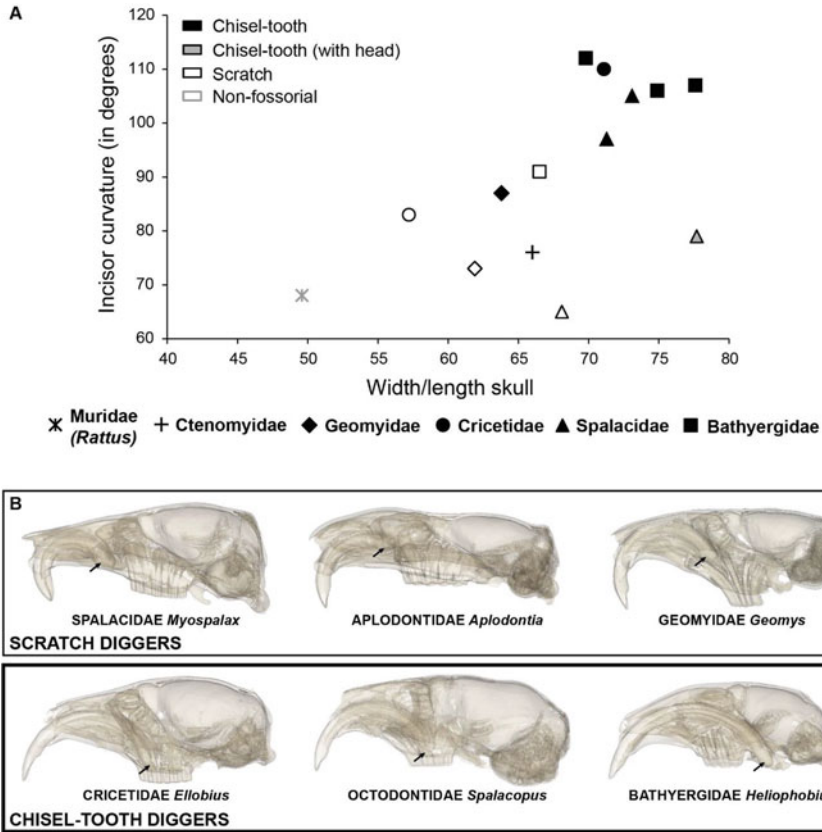 A
Incisor curvature (in degrees)
120
110
100
90
80
70
60
Chisel-tooth
Chisel-tooth (with head)
Scratch
Non-fossorial
40 45 50 55 60 65 70 75 80
Width/length skull
Muridae (Rattus) Ctenomyidae Geomyidae Cricetidae Spalacidae Bathyergidae
B
SPALACIDAE Myospalax APLODONTIDAE Aplodontia GEOMYIDAE Geomys
SCRATCH DIGGERS
CRICETIDAE Ellobius OCTODONTIDAE Spalacopus BATHYERGIDAE Heliophobiu
CHISEL-TOOTH DIGGERS